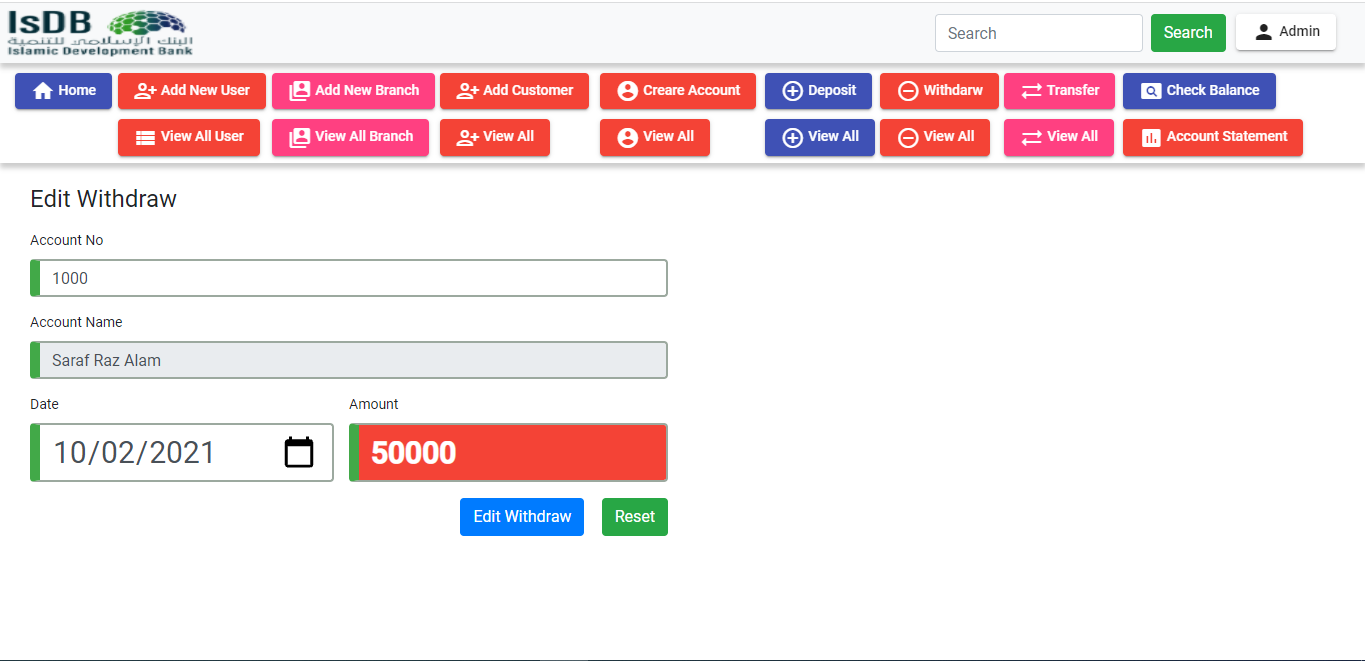 IsDB
البنك الإسلامي للتنمية
Islamic Development Bank
Search Search Admin
Home Add New User Add New Branch Add Customer Creare Account Deposit Withdarw Transfer Check Balance
View All User View All Branch View All View All View All View All View All Account Statement
Edit Withdraw
Account No
1000
Account Name
Saraf Raz Alam
Date Amount
10/02/2021 50000
Edit Withdraw Reset